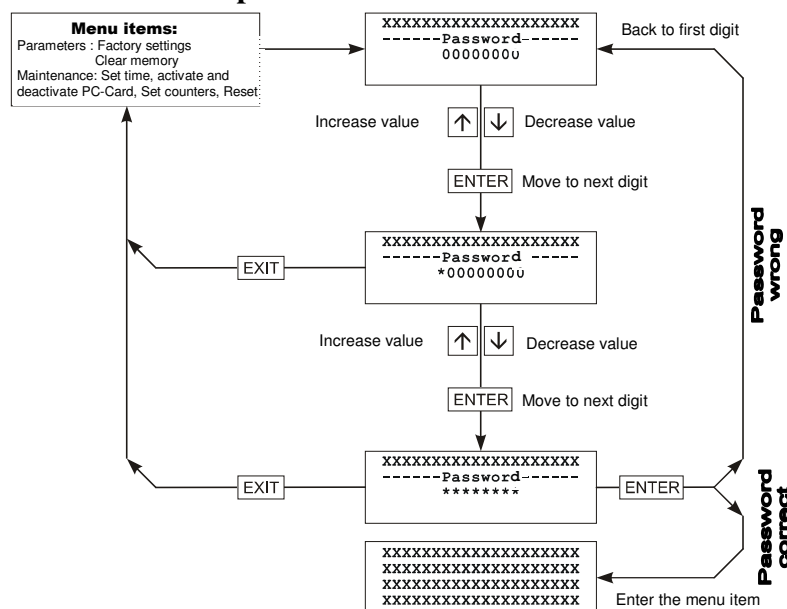 Menu items:
Parameters : Factory settings
Clear memory
Maintenance: Set time, activate and
deactivate PC-Card, Set counters, Reset
XXXXXXXXXXXXXXXXXXXX
------Password------
00000000
Back to first digit
Increase value
↑ ↓
Decrease value
ENTER
Move to next digit
XXXXXXXXXXXXXXXXXXXX
------Password ------
*00000000
EXIT
Increase value
↑ ↓
Decrease value
ENTER
Move to next digit
XXXXXXXXXXXXXXXXXXXX
------Password------
********
EXIT
ENTER
Password
wrong
Password
correct
XXXXXXXXXXXXXXXXXXXX
XXXXXXXXXXXXXXXXXXXX
XXXXXXXXXXXXXXXXXXXX
XXXXXXXXXXXXXXXXXXXX
Enter the menu item